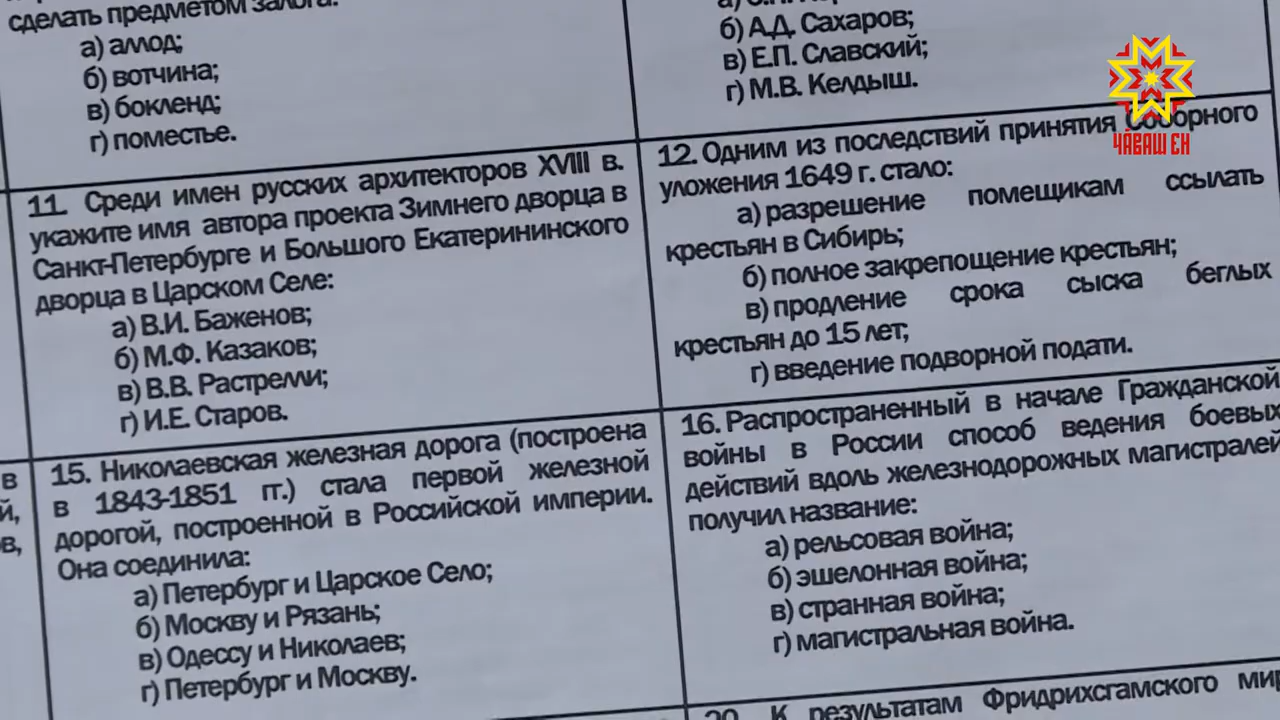 сделать предметом залога.
а) аллод;
б) вотчина;
в) бокленд;
г) поместье.
б) А.Д. Сахаров;
в) Е.П. Славский;
г) М.В. Келдыш.
ЧӐВАШ ЕН
11. Среди имен русских архитекторов XVIII в.
укажите имя автора проекта Зимнего дворца в
Санкт-Петербурге и Большого Екатерининского
дворца в Царском Селе:
а) В.И. Баженов;
б) М.Ф. Казаков;
в) В.В. Растрелли;
г) И.Е. Старов.
12. Одним из последствий принятия Соборного
уложения 1649 г. стало:
а) разрешение помещикам ссылать
крестьян в Сибирь;
б) полное закрепощение крестьян;
в) продление срока сыска беглых
крестьян до 15 лет;
г) введение подворной подати.
в
15. Николаевская железная дорога (построена
в 1843-1851 гг.) стала первой железной
дорогой, построенной в Российской империи.
Она соединила:
а) Петербург и Царское Село;
б) Москву и Рязань;
в) Одессу и Николаев;
г) Петербург и Москву.
16. Распространенный в начале Гражданской
войны в России способ ведения боевых
действий вдоль железнодорожных магистралей
получил название:
а) рельсовая война;
б) эшелонная война;
в) странная война;
г) магистральная война.
20. К результатам Фридрихсгамского мир